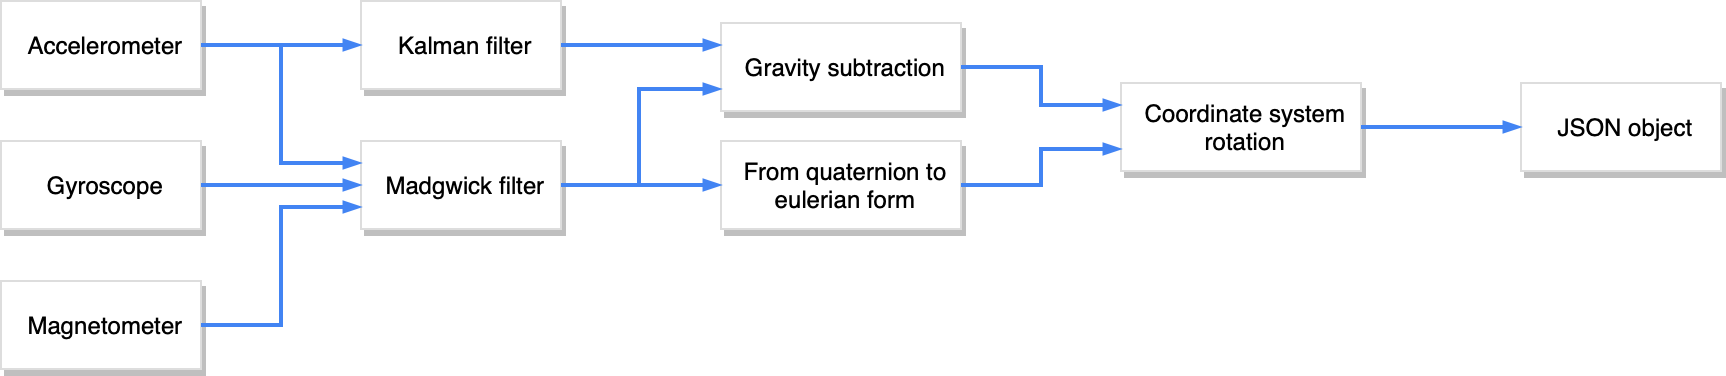 Accelerometer
Kalman filter
Gravity subtraction
Coordinate system
rotation
JSON object
Gyroscope
Madgwick filter
From quaternion to
eulerian form
Magnetometer